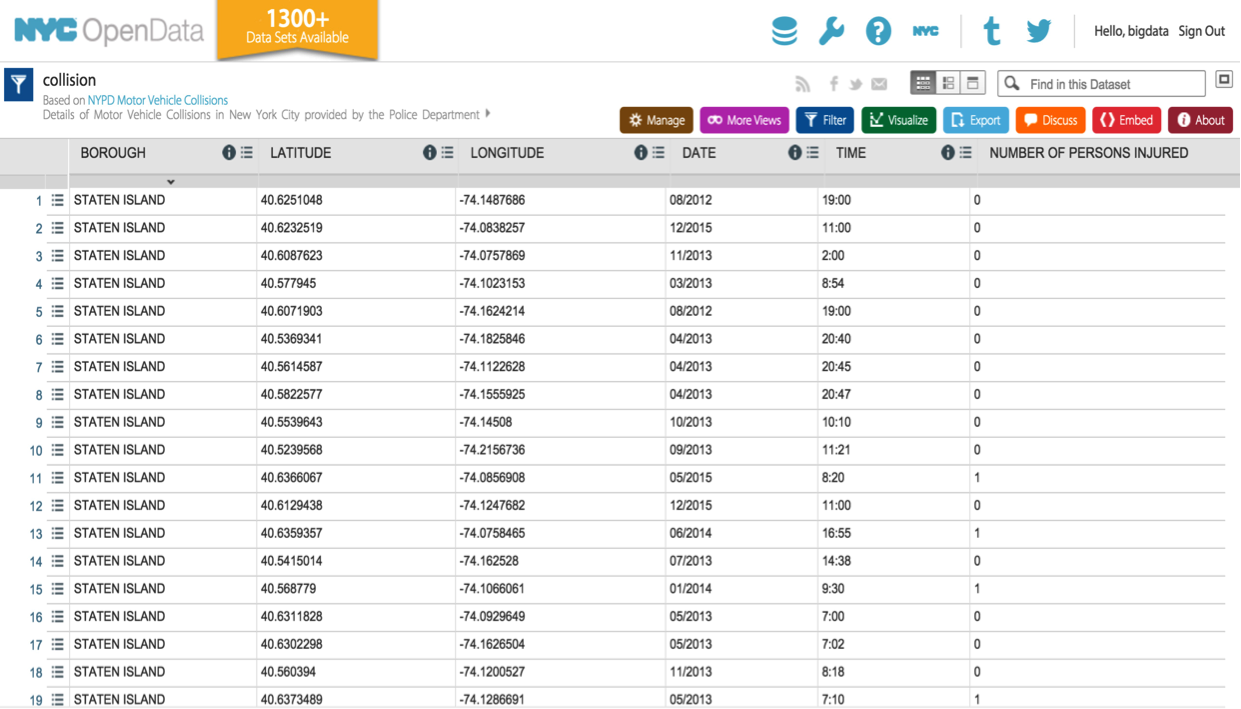 NYC OpenData
1300+
Data Sets Available
NYC
Hello, bigdata Sign Out
collision
Based on NYPD Motor Vehicle Collisions
Details of Motor Vehicle Collisions in New York City provided by the Police Department
Find in this Dataset
Manage More Views Filter Visualize Export Discuss Embed About
BOROUGH LATITUDE LONGITUDE DATE TIME NUMBER OF PERSONS INJURED
1 STATEN ISLAND 40.6251048 -74.1487686 08/2012 19:00 0
2 STATEN ISLAND 40.6232519 -74.0838257 12/2015 11:00 0
3 STATEN ISLAND 40.6087623 -74.0757869 11/2013 2:00 0
4 STATEN ISLAND 40.577945 -74.1023153 03/2013 8:54 0
5 STATEN ISLAND 40.6071903 -74.1624214 08/2012 19:00 0
6 STATEN ISLAND 40.5369341 -74.1825846 04/2013 20:40 0
7 STATEN ISLAND 40.5614587 -74.1122628 04/2013 20:45 0
8 STATEN ISLAND 40.5822577 -74.1555925 04/2013 20:47 0
9 STATEN ISLAND 40.5539643 -74.14508 10/2013 10:10 0
10 STATEN ISLAND 40.5239568 -74.2156736 09/2013 11:21 0
11 STATEN ISLAND 40.6366067 -74.0856908 05/2015 8:20 1
12 STATEN ISLAND 40.6129438 -74.1247682 12/2015 11:00 0
13 STATEN ISLAND 40.6359357 -74.0758465 06/2014 16:55 1
14 STATEN ISLAND 40.5415014 -74.162528 07/2013 14:38 0
15 STATEN ISLAND 40.568779 -74.1066061 01/2014 9:30 1
16 STATEN ISLAND 40.6311828 -74.0929649 05/2013 7:00 0
17 STATEN ISLAND 40.6302298 -74.1626504 05/2013 7:02 0
18 STATEN ISLAND 40.560394 -74.1200527 11/2013 8:18 0
19 STATEN ISLAND 40.6373489 -74.1286691 05/2013 7:10 1